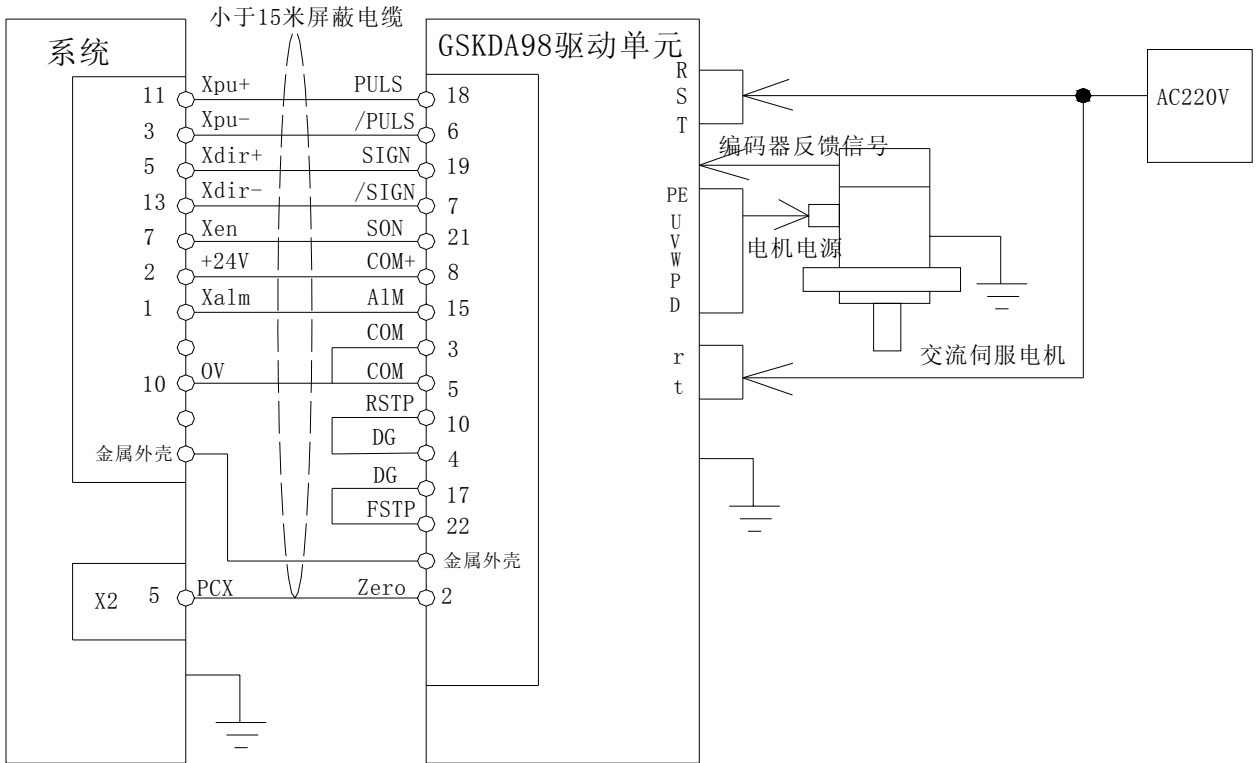 小于15米屏蔽电缆
系统
GSKDA98驱动单元
11 Xpu+ PULS 18
3 Xpu- /PULS 6
5 Xdir+ SIGN 19
13 Xdir- /SIGN 7
7 Xen SON 21
2 +24V COM+ 8
1 Xalm AlM 15
COM 3
10 0V COM 5
RSTP 10
DG 4
DG 17
FSTP 22
金属外壳
金属外壳
X2 5 PCX Zero 2
R
S
T
AC220V
编码器反馈信号
PE
U
V
W
P
D
电机电源
交流伺服电机
r
t